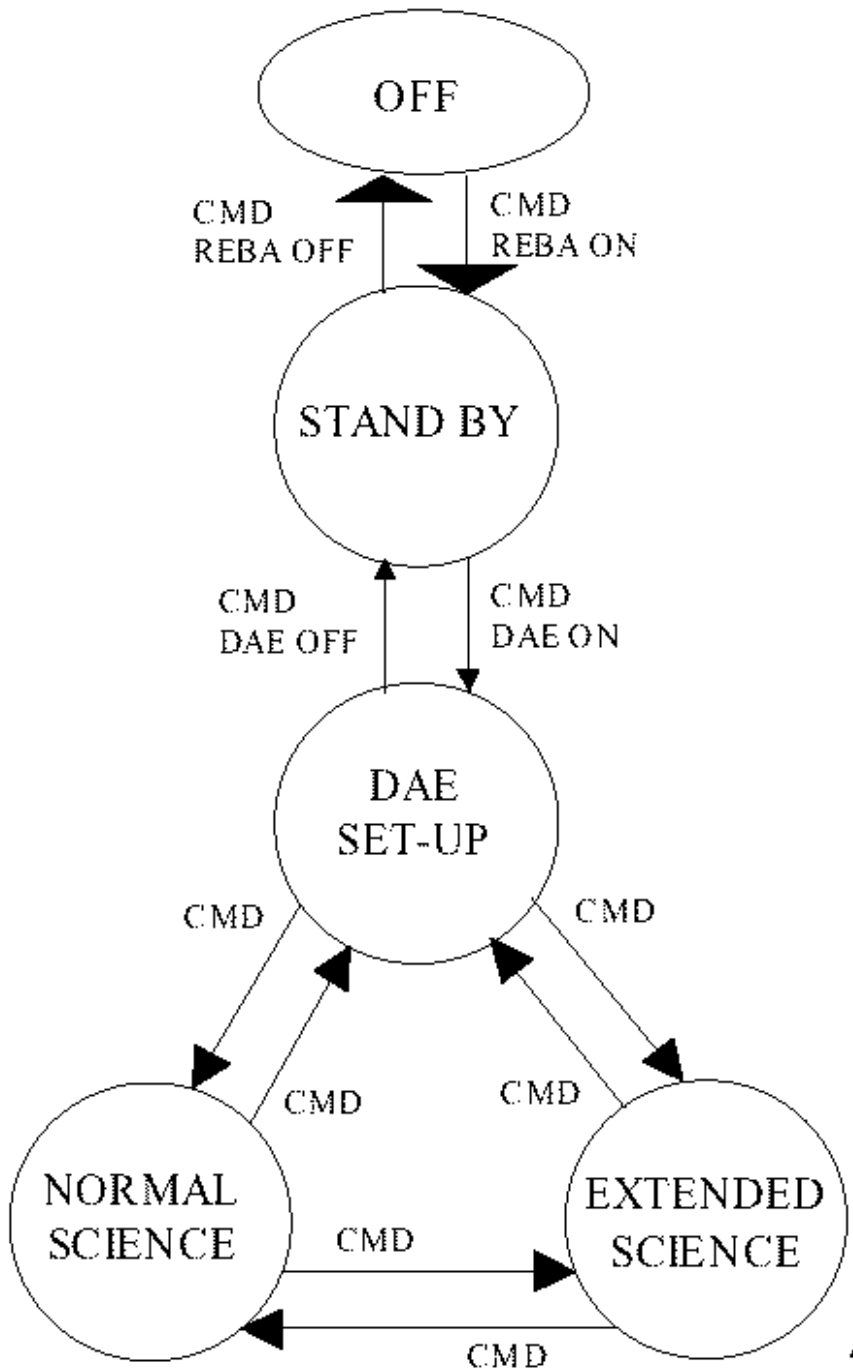 OFF
CMD
REBA OFF
CMD
REBA ON
STAND BY
CMD
DAE OFF
CMD
DAE ON
DAE
SET-UP
CMD
CMD
CMD
CMD
NORMAL
SCIENCE
EXTENDED
SCIENCE
CMD
CMD